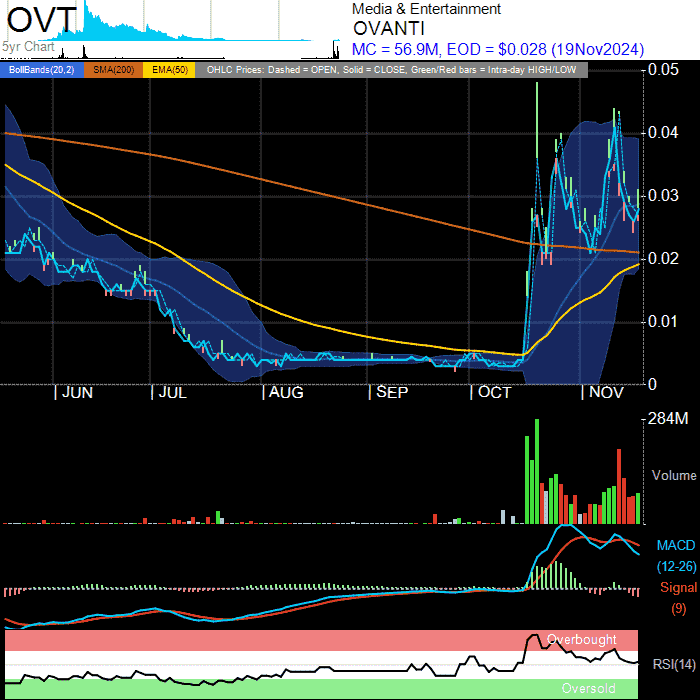 OVT
5yr Chart
Media & Entertainment
OVANTI
MC = 56.9M, EOD = $0.028 (19Nov2024)
BollBands(20,2) SMA(200) EMA(50) OHLC Prices: Dashed = OPEN, Solid = CLOSE, Green/Red bars = Intra-day HIGH/LOW
0.05
0.04
0.03
0.02
0.01
0
| JUN | JUL | AUG | SEP | OCT | NOV
284M
Volume
MACD
(12-26)
Signal
(9)
Overbought
RSI(14)
Oversold